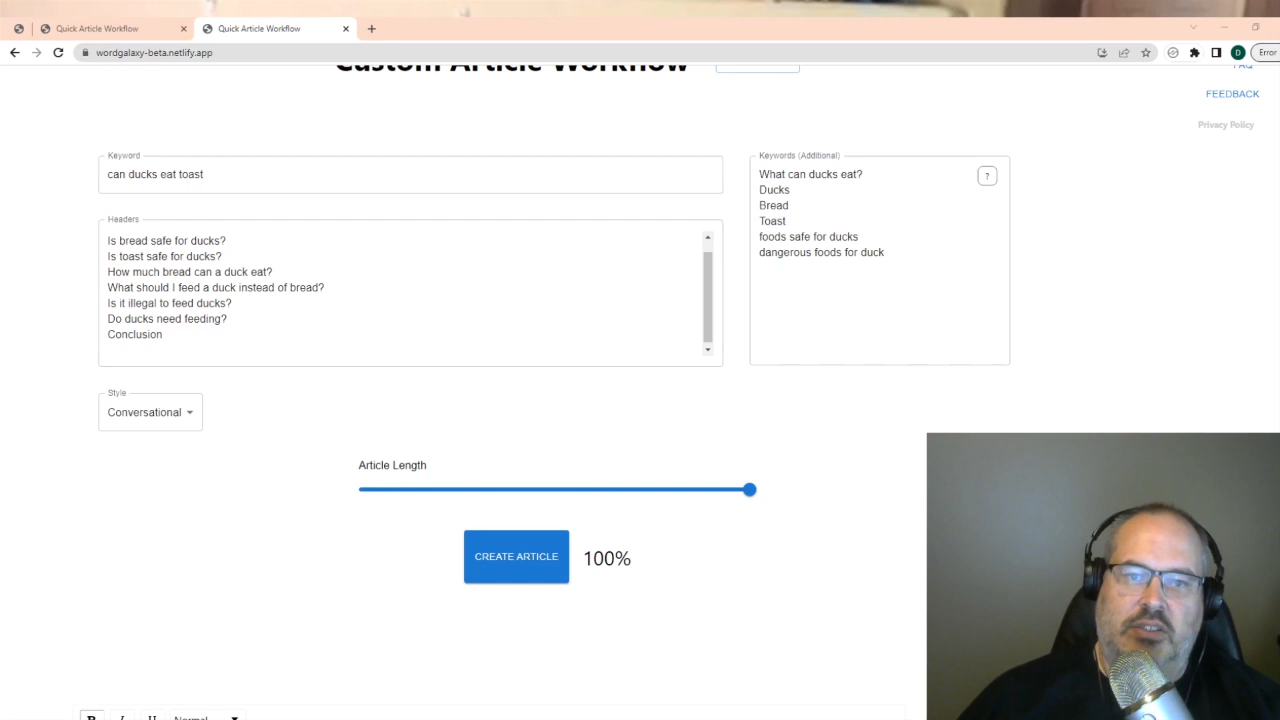 Quick Article Workflow
Quick Article Workflow
wordgalaxy-beta.netlify.app
Error
Custom Article Workflow
FAQ
FEEDBACK
Privacy Policy
Keyword
can ducks eat toast
Headers
Is bread safe for ducks?
Is toast safe for ducks?
How much bread can a duck eat?
What should I feed a duck instead of bread?
Is it illegal to feed ducks?
Do ducks need feeding?
Conclusion
Keywords (Additional)
?
What can ducks eat?
Ducks
Bread
Toast
foods safe for ducks
dangerous foods for duck
Style
Conversational
Article Length
CREATE ARTICLE
100%
B I U Normal